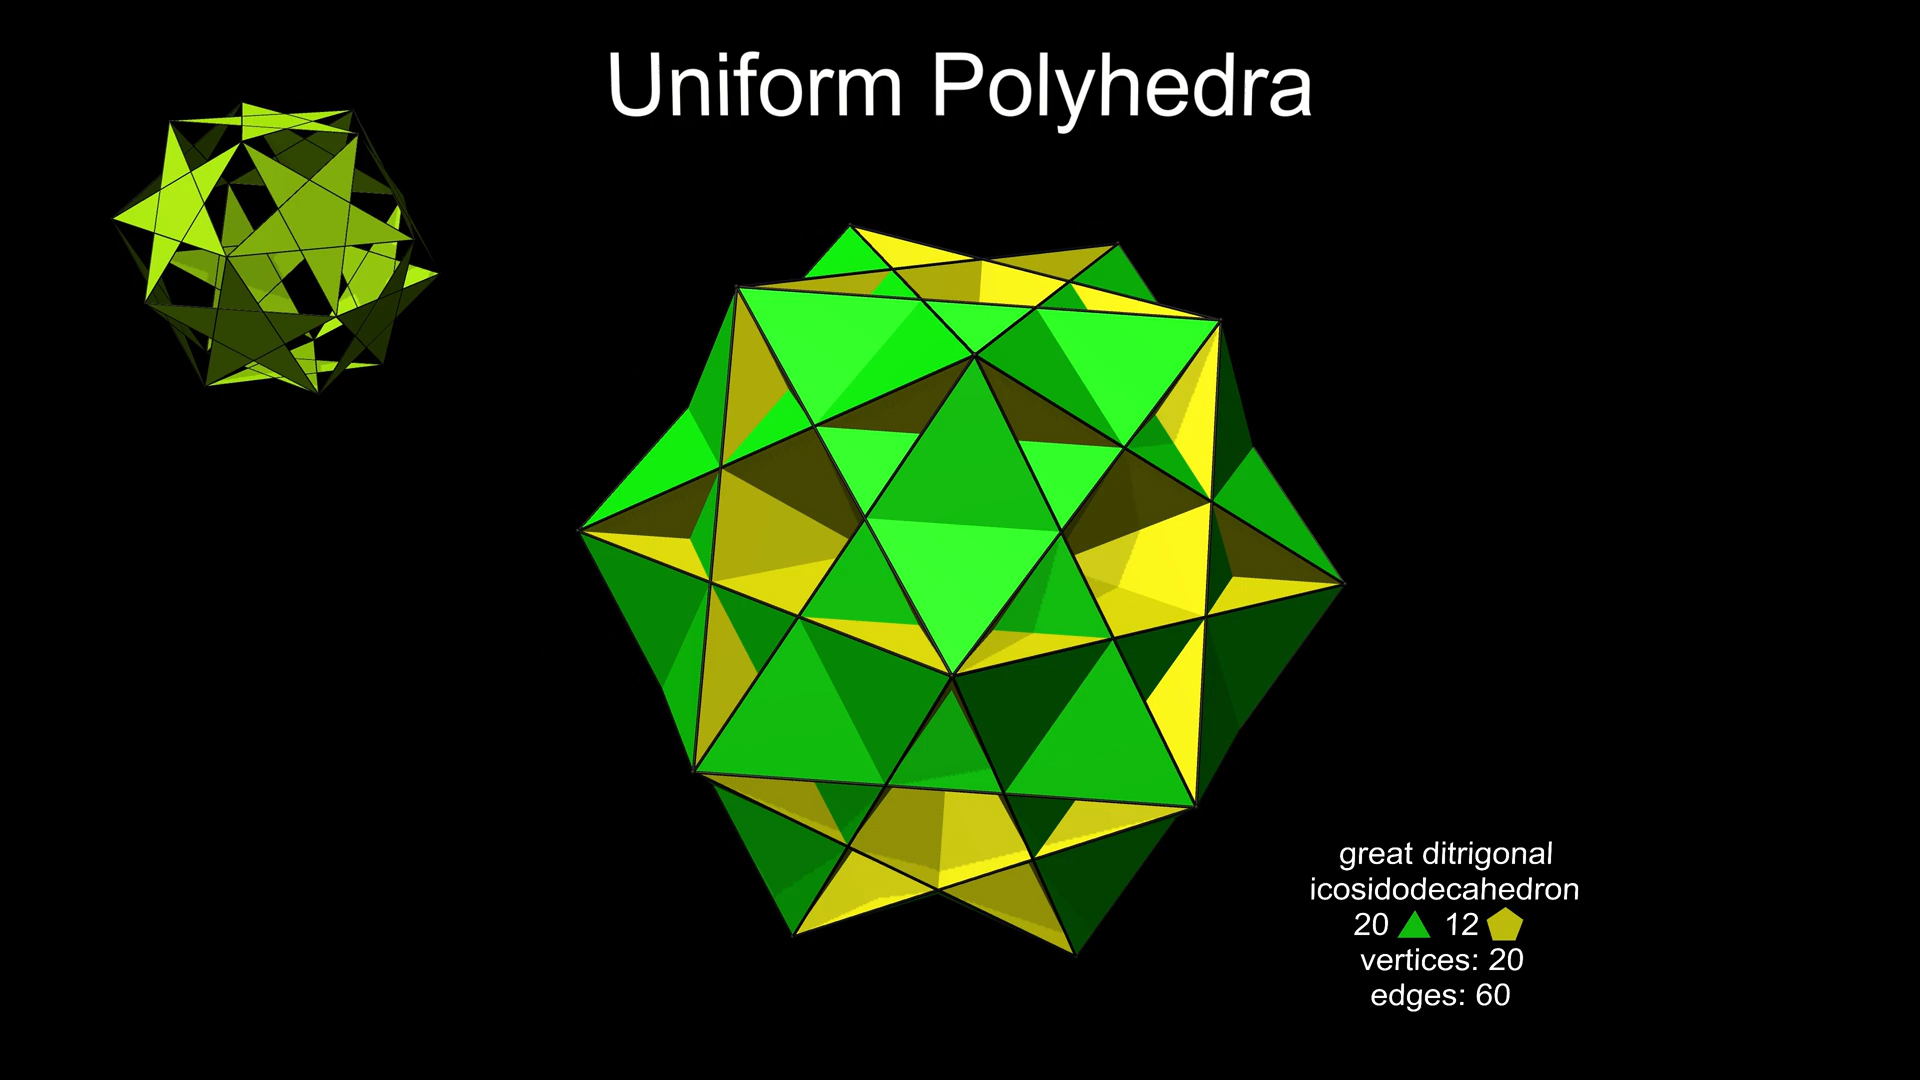 Uniform Polyhedra
great ditrigonal
icosidodecahedron
20 12
vertices: 20
edges: 60